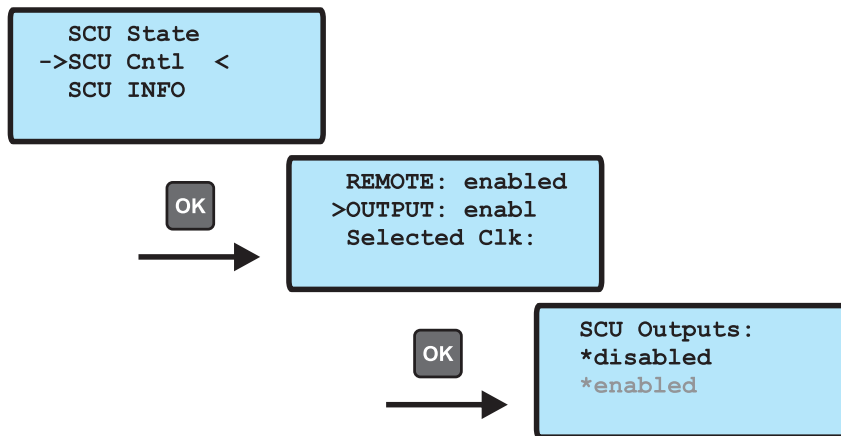 SCU State
->SCU Cntl <
SCU INFO
OK
REMOTE: enabled
>OUTPUT: enabl
Selected Clk:
OK
SCU Outputs:
*disabled
*enabled